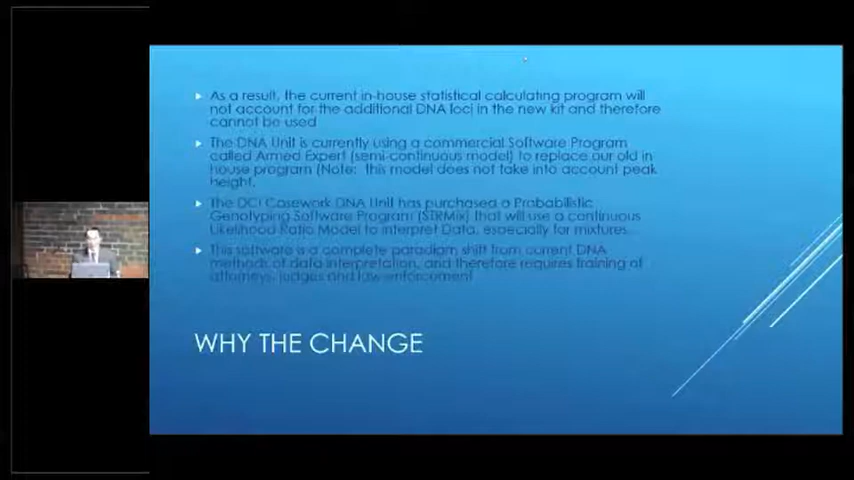 As a result, the current in-house statistical calculating program will
not account for the additional DNA loci in the new kit and therefore
cannot be used
The DNA Unit is currently using a commercial Software Program
called Armed Expert (semi-continuous model) to replace our old in
house program (Note: this model does not take into account peak
height.
The DCI Casework DNA Unit has purchased a Probabilistic
Genotyping Software Program (STRMix) that will use a continuous
Likelihood Ratio Model to interpret Data, especially for mixtures.
This software is a complete paradigm shift from current DNA
methods of data interpretation, and therefore requires training of
attorneys, judges and law enforcement
WHY THE CHANGE